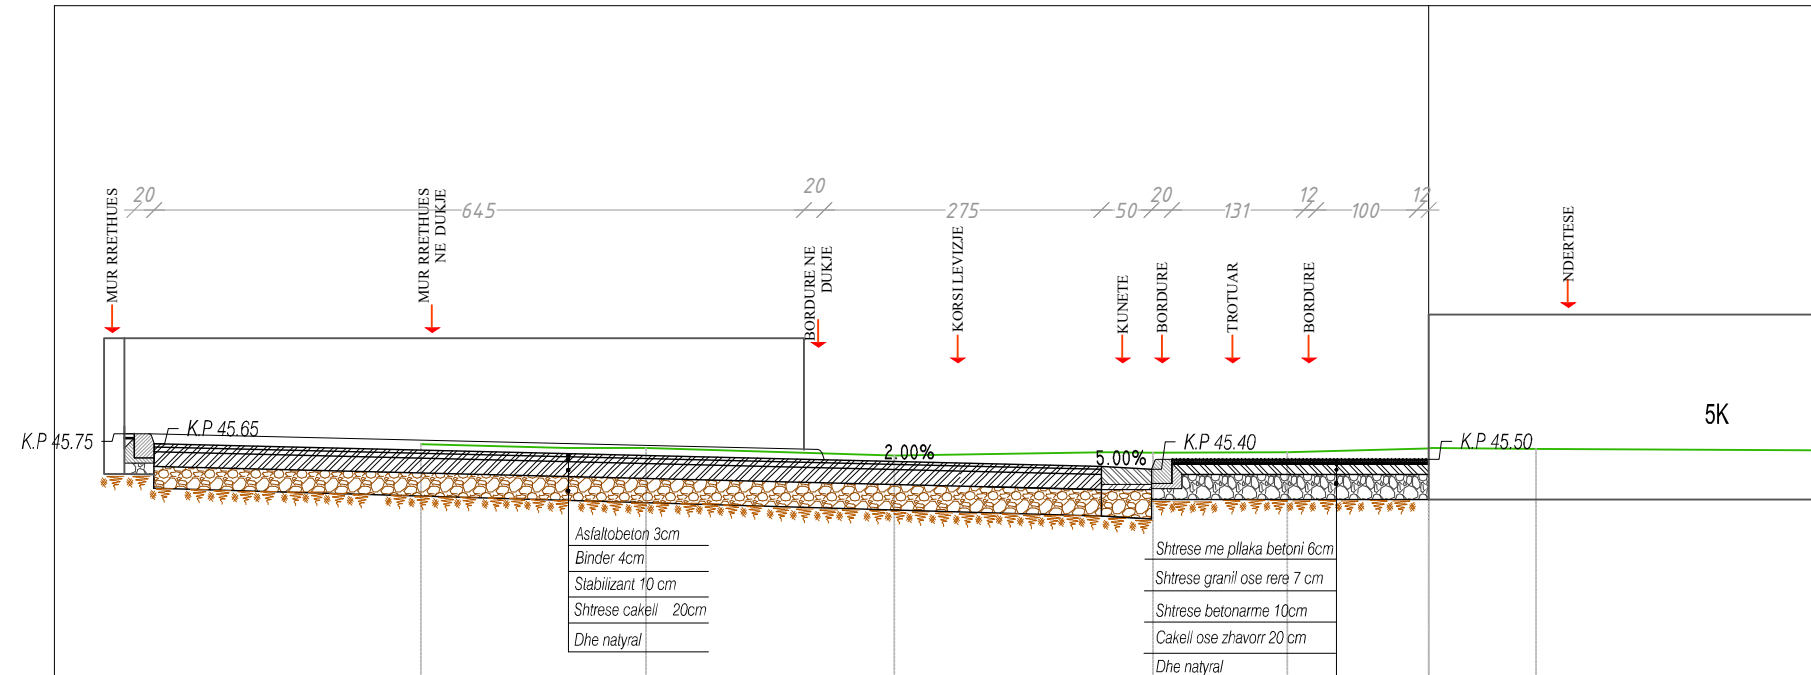 20
645
20
275
50
20
131
12
100
12
MUR RRETHUES
MUR RRETHUES
NE DUKJE
BORDURE NE
DUKJE
KORSI LEVIZJE
KUNETE
BORDURE
TROTUAR
BORDURE
NDERTESE
5K
K.P 45.75
K.P 45.65
2.00%
5.00%
K.P 45.40
K.P 45.50
Asfaltobeton 3cm
Binder 4cm
Stabilizant 10 cm
Shtrese cakell 20cm
Dhe natyral
Shtrese me pllaka betoni 6cm
Shtrese granil ose rere 7 cm
Shtrese betonarme 10cm
Cakell ose zhavorr 20 cm
Dhe natyral